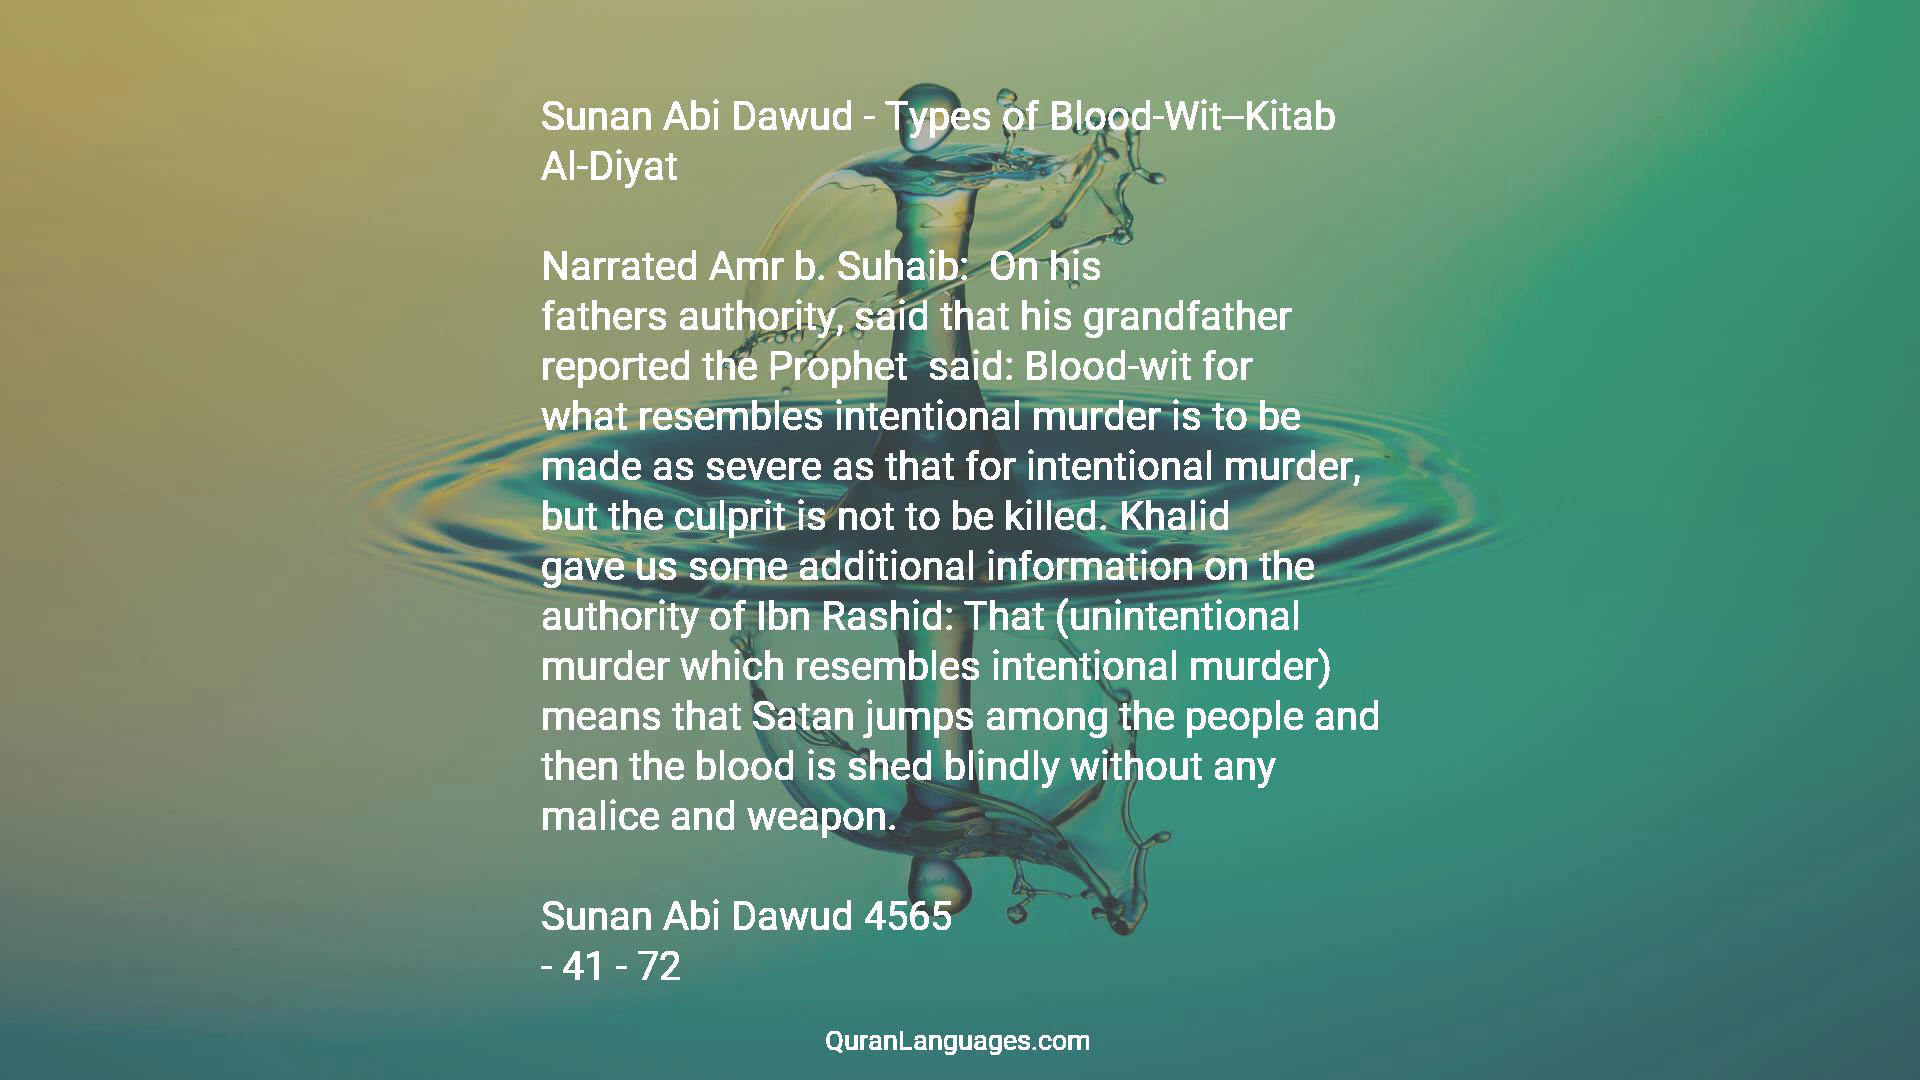 Sunan Abi Dawud - Types of Blood-Wit–Kitab
Al-Diyat
Narrated Amr b. Suhaib:  On his
fathers authority, said that his grandfather
reported the Prophet  said: Blood-wit for
what resembles intentional murder is to be
made as severe as that for intentional murder,
but the culprit is not to be killed. Khalid
gave us some additional information on the
authority of Ibn Rashid: That (unintentional
murder which resembles intentional murder)
means that Satan jumps among the people and
then the blood is shed blindly without any
malice and weapon.
Sunan Abi Dawud 4565
- 41 - 72
QuranLanguages.com